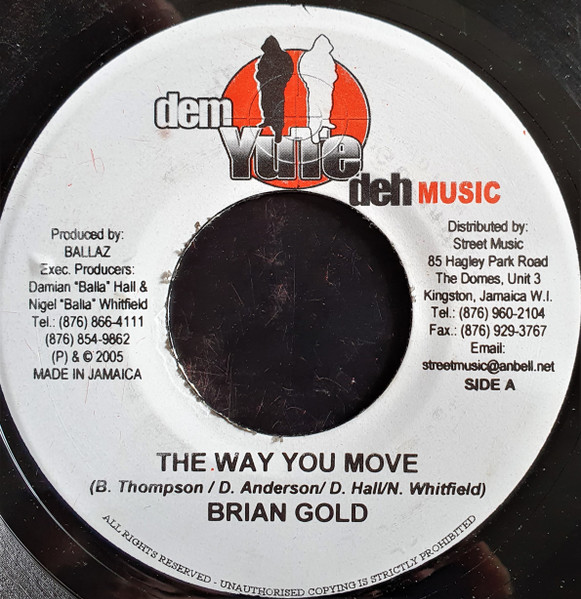 dem
YuTe
deh MUSIC
Produced by:
BALLAZ
Exec. Producers:
Damian "Balla" Hall &
Nigel "Balla" Whitfield
Tel.: (876) 866-4111
(876) 854-9862
(P) & © 2005
MADE IN JAMAICA
Distributed by:
Street Music
85 Hagley Park Road
The Domes, Unit 3
Kingston, Jamaica W.I.
Tel.: (876) 960-2104
Fax.: (876) 929-3767
Email:
streetmusic@anbell.net
SIDE A
THE WAY YOU MOVE
(B. Thompson / D. Anderson/ D. Hall/N. Whitfield)
BRIAN GOLD
ALL RIGHTS RESERVED - UNAUTHORISED COPYING IS STRICTLY PROHIBITED